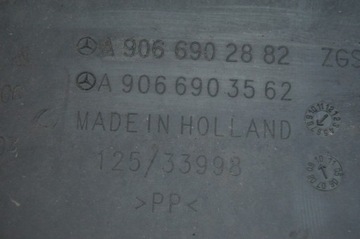 A 906 690 28 82 ZGS
A 906 690 35 62
MADE IN HOLLAND
125/33998
>PP<